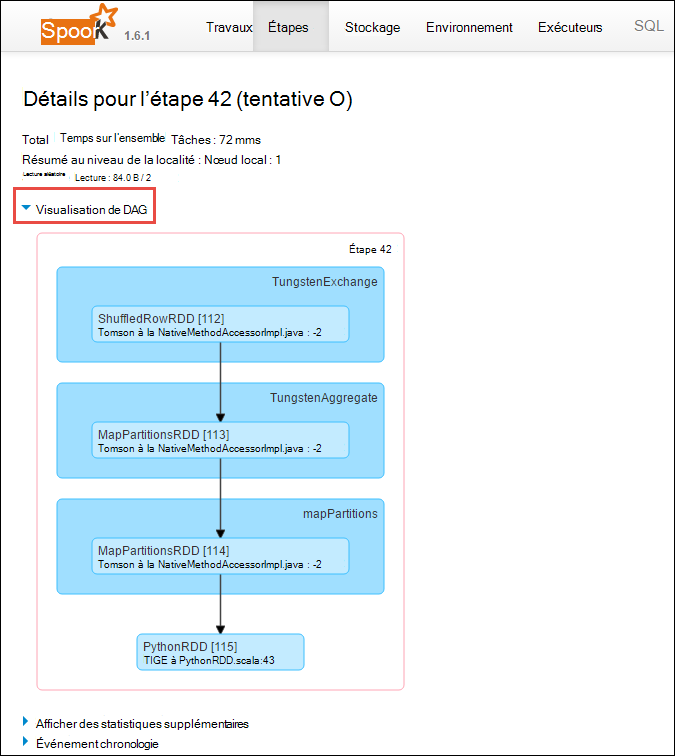 SpooK 1.6.1 Travaux Étapes Stockage Environnement Exécuteurs SQL
Détails pour l'étape 42 (tentative O)
Total Temps sur l'ensemble Tâches : 72 mms
Résumé au niveau de la localité : Nœud local : 1
Lecture aléatoire Lecture : 84.0 B / 2
Visualisation de DAG
Étape 42
TungstenExchange
ShuffledRowRDD [112]
Tomson à la NativeMethodAccessorImpl.java : -2
TungstenAggregate
MapPartitionsRDD [113]
Tomson à la NativeMethodAccessorImpl.java : -2
mapPartitions
MapPartitionsRDD [114]
Tomson à la NativeMethodAccessorImpl.java : -2
PythonRDD [115]
TIGE à PythonRDD.scala:43
Afficher des statistiques supplémentaires
Événement chronologie